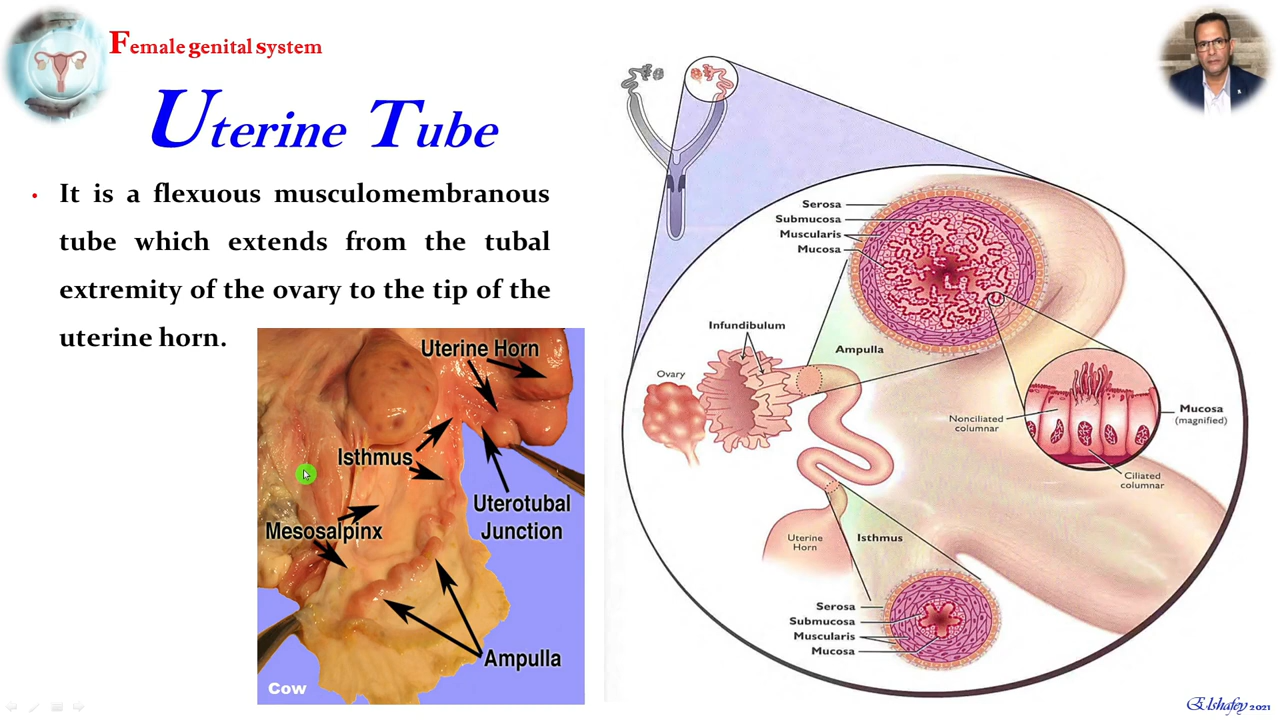 Female genital system
Uterine Tube
• It is a flexuous musculomembranous
tube which extends from the tubal
extremity of the ovary to the tip of the
uterine horn.
Uterine Horn
Isthmus
Uterotubal
Junction
Mesosalpinx
Ampulla
Cow
Serosa
Submucosa
Muscularis
Mucosa
Infundibulum
Ampulla
Ovary
Nonciliated
columnar
Mucosa
(magnified)
Ciliated
columnar
Uterine
Horn
Isthmus
Serosa
Submucosa
Muscularis
Mucosa
Elshafey 2021